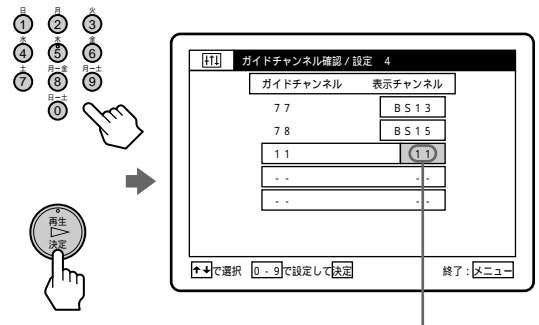 日 月 火
1 2 3
水 木 金
4 5 6
土 月-金 月-土
7 8 9
日-土
0
再生
決定
ガイドチャンネル確認/設定 4
ガイドチャンネル 表示チャンネル
77 BS13
78 BS15
11 11
-- --
-- --
↑↓で選択 0-9で設定して決定 終了:メニュー